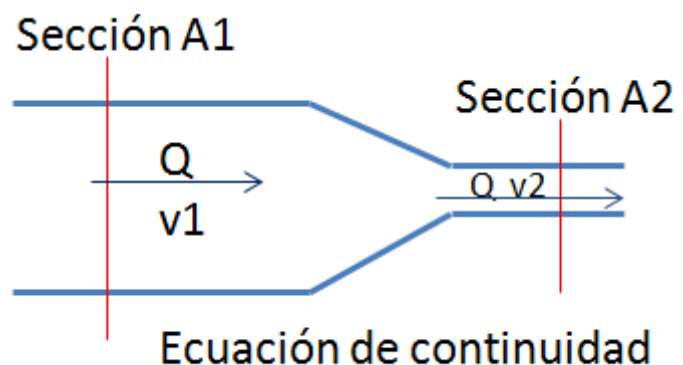 Sección A1
Sección A2
Q
Q v2
v1
Ecuación de continuidad